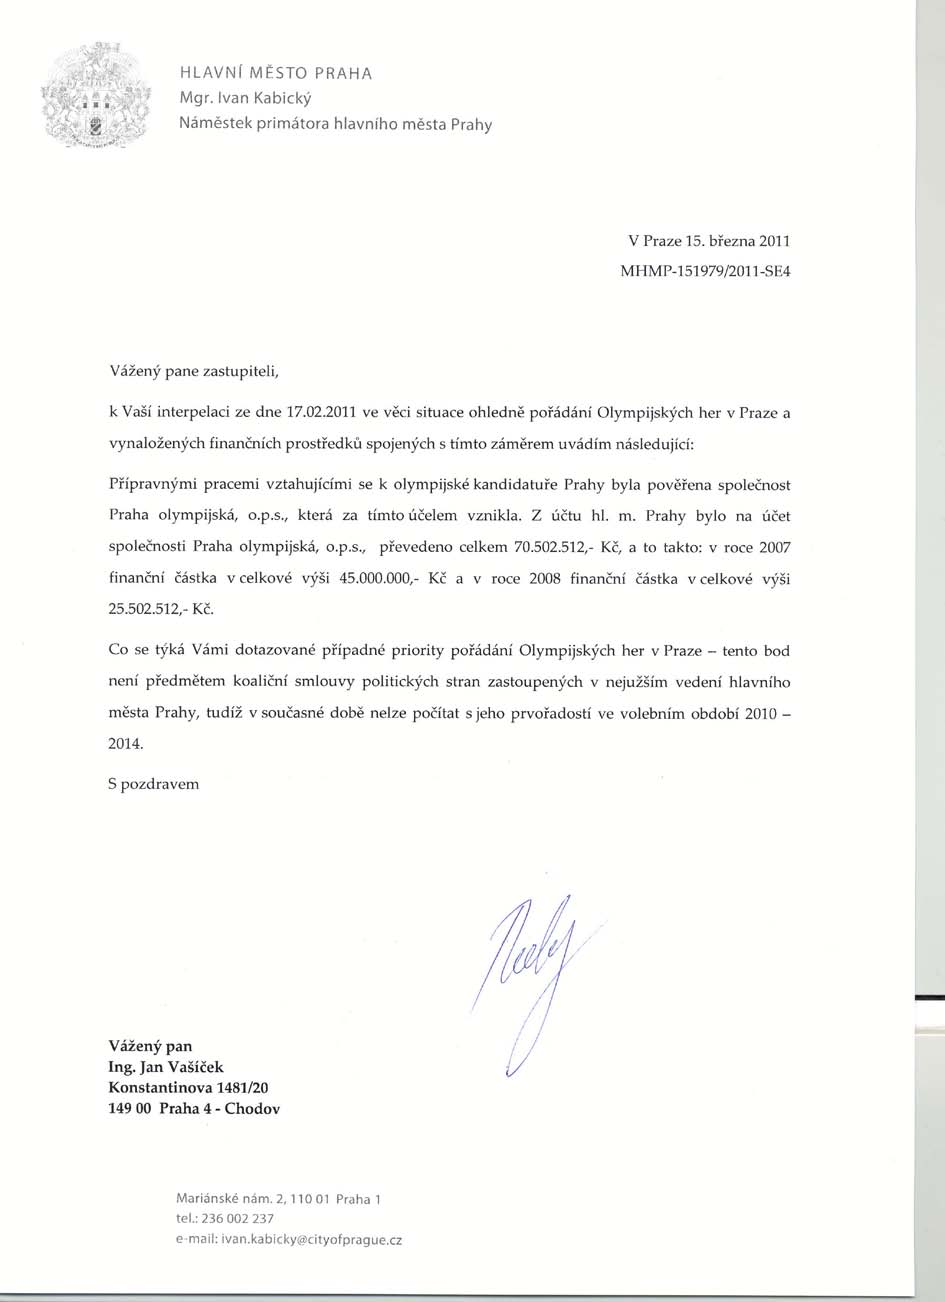 HLAVNÍ MĚSTO PRAHA
Mgr. Ivan Kabický
Náměstek primátora hlavního města Prahy
V Praze 15. března 2011
MHMP-151979/2011-SE4
Vážený pane zastupiteli,
k Vaší interpelaci ze dne 17.02.2011 ve věci situace ohledně pořádání Olympijských her v Praze a
vynaložených finančních prostředků spojených s tímto záměrem uvádím následující:
Přípravnými pracemi vztahujícími se k olympijské kandidatuře Prahy byla pověřena společnost
Praha olympijská, o.p.s., která za tímto účelem vznikla. Z účtu hl. m. Prahy bylo na účet
společnosti Praha olympijská, o.p.s., převedeno celkem 70.502.512,- Kč, a to takto: v roce 2007
finanční částka v celkové výši 45.000.000,- Kč a v roce 2008 finanční částka v celkové výši
25.502.512,- Kč.
Co se týká Vámi dotazované případné priority pořádání Olympijských her v Praze – tento bod
není předmětem koaliční smlouvy politických stran zastoupených v nejužším vedení hlavního
města Prahy, tudíž v současné době nelze počítat s jeho prvořadostí ve volebním období 2010 –
2014.
S pozdravem
Vážený pan
Ing. Jan Vašíček
Konstantinova 1481/20
149 00 Praha 4 - Chodov
Mariánské nám. 2, 110 01 Praha 1
tel.: 236 002 237
e-mail: ivan.kabicky@cityofprague.cz